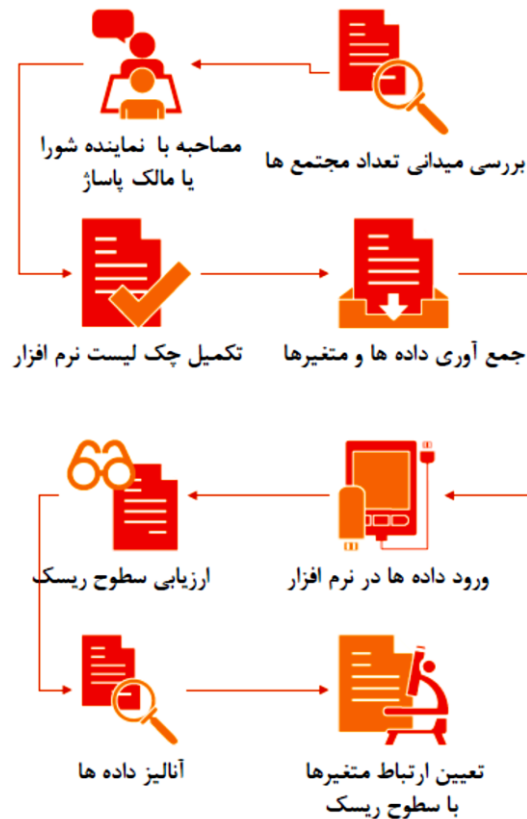 بررسی میدانی تعداد مجتمع ها
مصاحبه با نماینده شورا
یا مالک پاساژ
تکمیل چک لیست نرم افزار
جمع آوری داده ها و متغیرها
ورود داده ها در نرم افزار
ارزیابی سطوح ریسک
آنالیز داده ها
تعیین ارتباط متغیرها
با سطوح ریسک